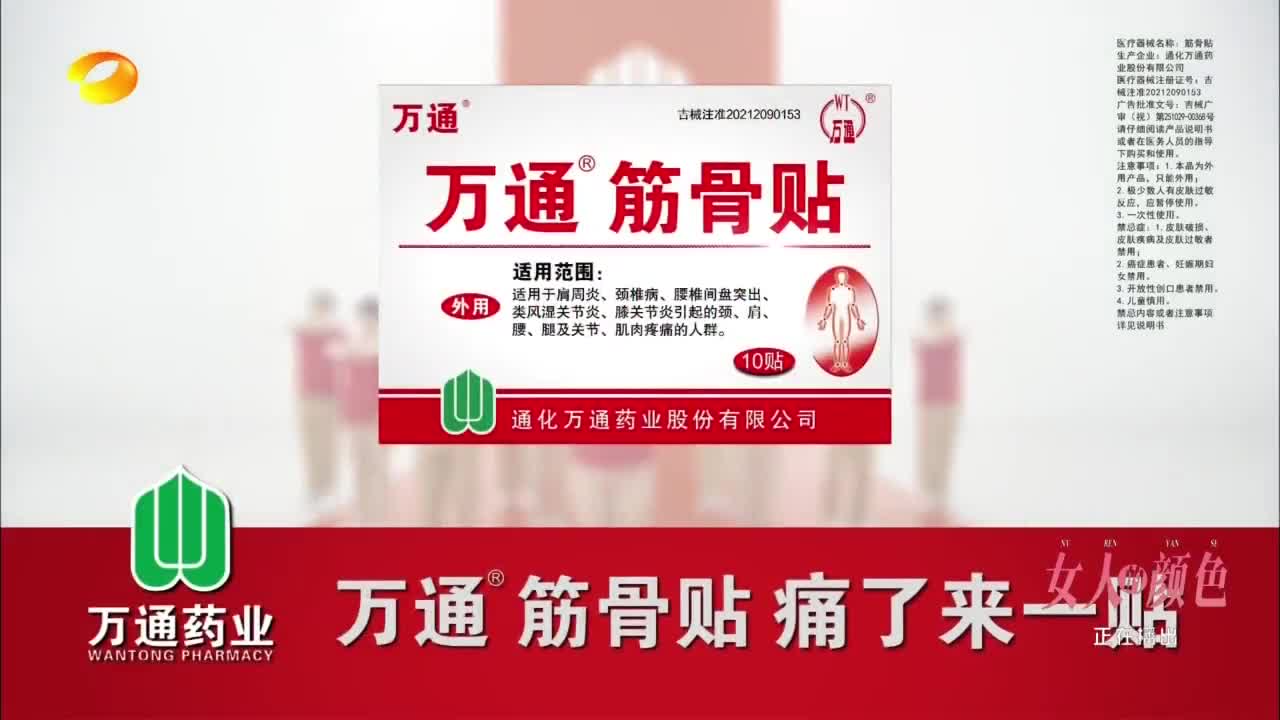 万通®
吉械注准20212090153
WT
万通
®
万通®筋骨贴
适用范围：
外用
适用于肩周炎、颈椎病、腰椎间盘突出、
类风湿关节炎、膝关节炎引起的颈、肩、
腰、腿及关节、肌肉疼痛的人群。
10贴
通化万通药业股份有限公司
医疗器械名称：筋骨贴
生产企业：通化万通药
业股份有限公司
医疗器械注册证号：吉
械注准20212090153
广告批准文号：吉械广
审（视）第251029-00368号
请仔细阅读产品说明书
或者在医务人员的指导
下购买和使用。
注意事项：1.本品为外
用产品，只能外用；
2.极少数人有皮肤过敏
反应，应暂停使用。
3.一次性使用。
禁忌症：1.皮肤破损、
皮肤疾病及皮肤过敏者
禁用；
2.癌症患者、妊娠期妇
女禁用。
3.开放性创口患者禁用。
4.儿童慎用。
禁忌内容或者注意事项
详见说明书
万通药业
WANTONG PHARMACY
万通®筋骨贴 痛了来一贴
NU REN YAN SE
女人的颜色
正在播出